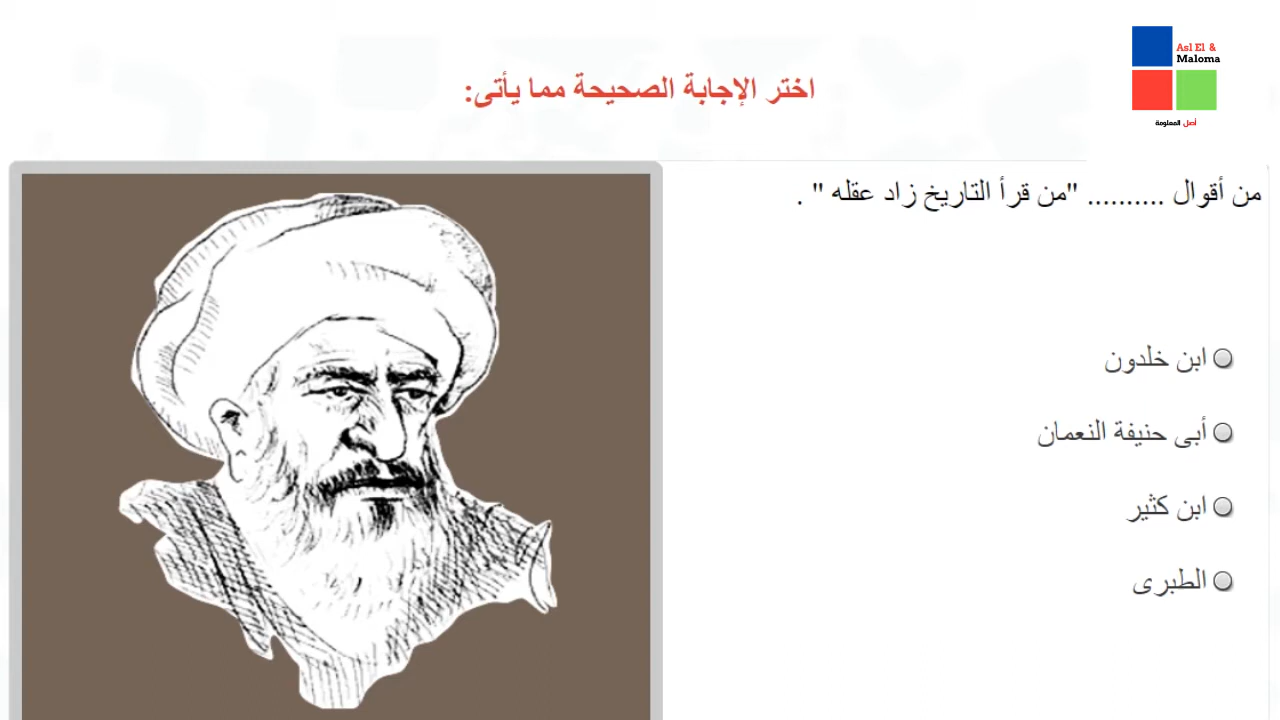 Asl El &
Maloma
أصل المعلومة
اختر الإجابة الصحيحة مما يأتى:
من أقوال .......... "من قرأ التاريخ زاد عقله " .
ابن خلدون
أبى حنيفة النعمان
ابن كثير
الطبرى